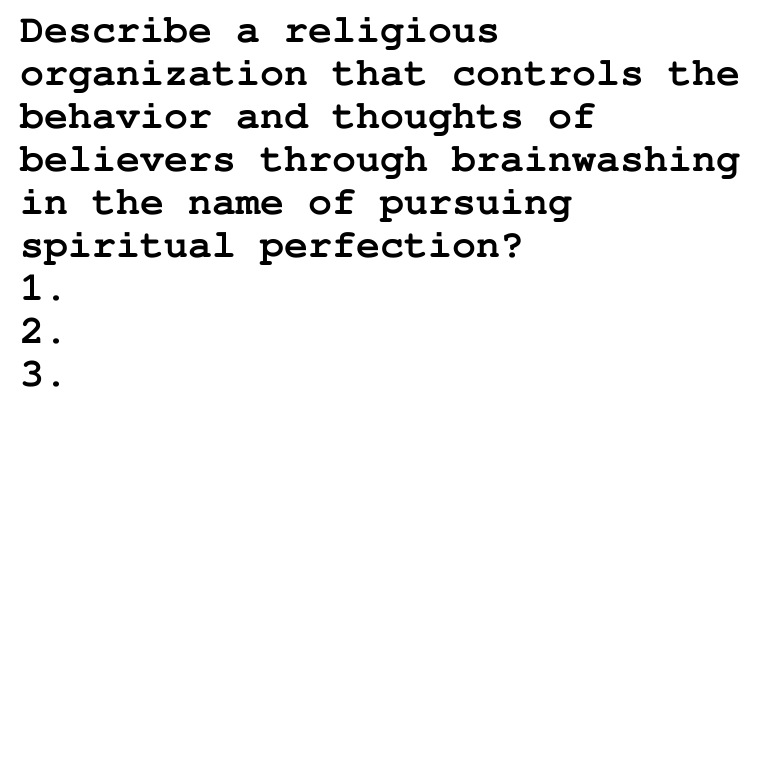 Describe a religious
organization that controls the
behavior and thoughts of
believers through brainwashing
in the name of pursuing
spiritual perfection?
1.
2.
3.